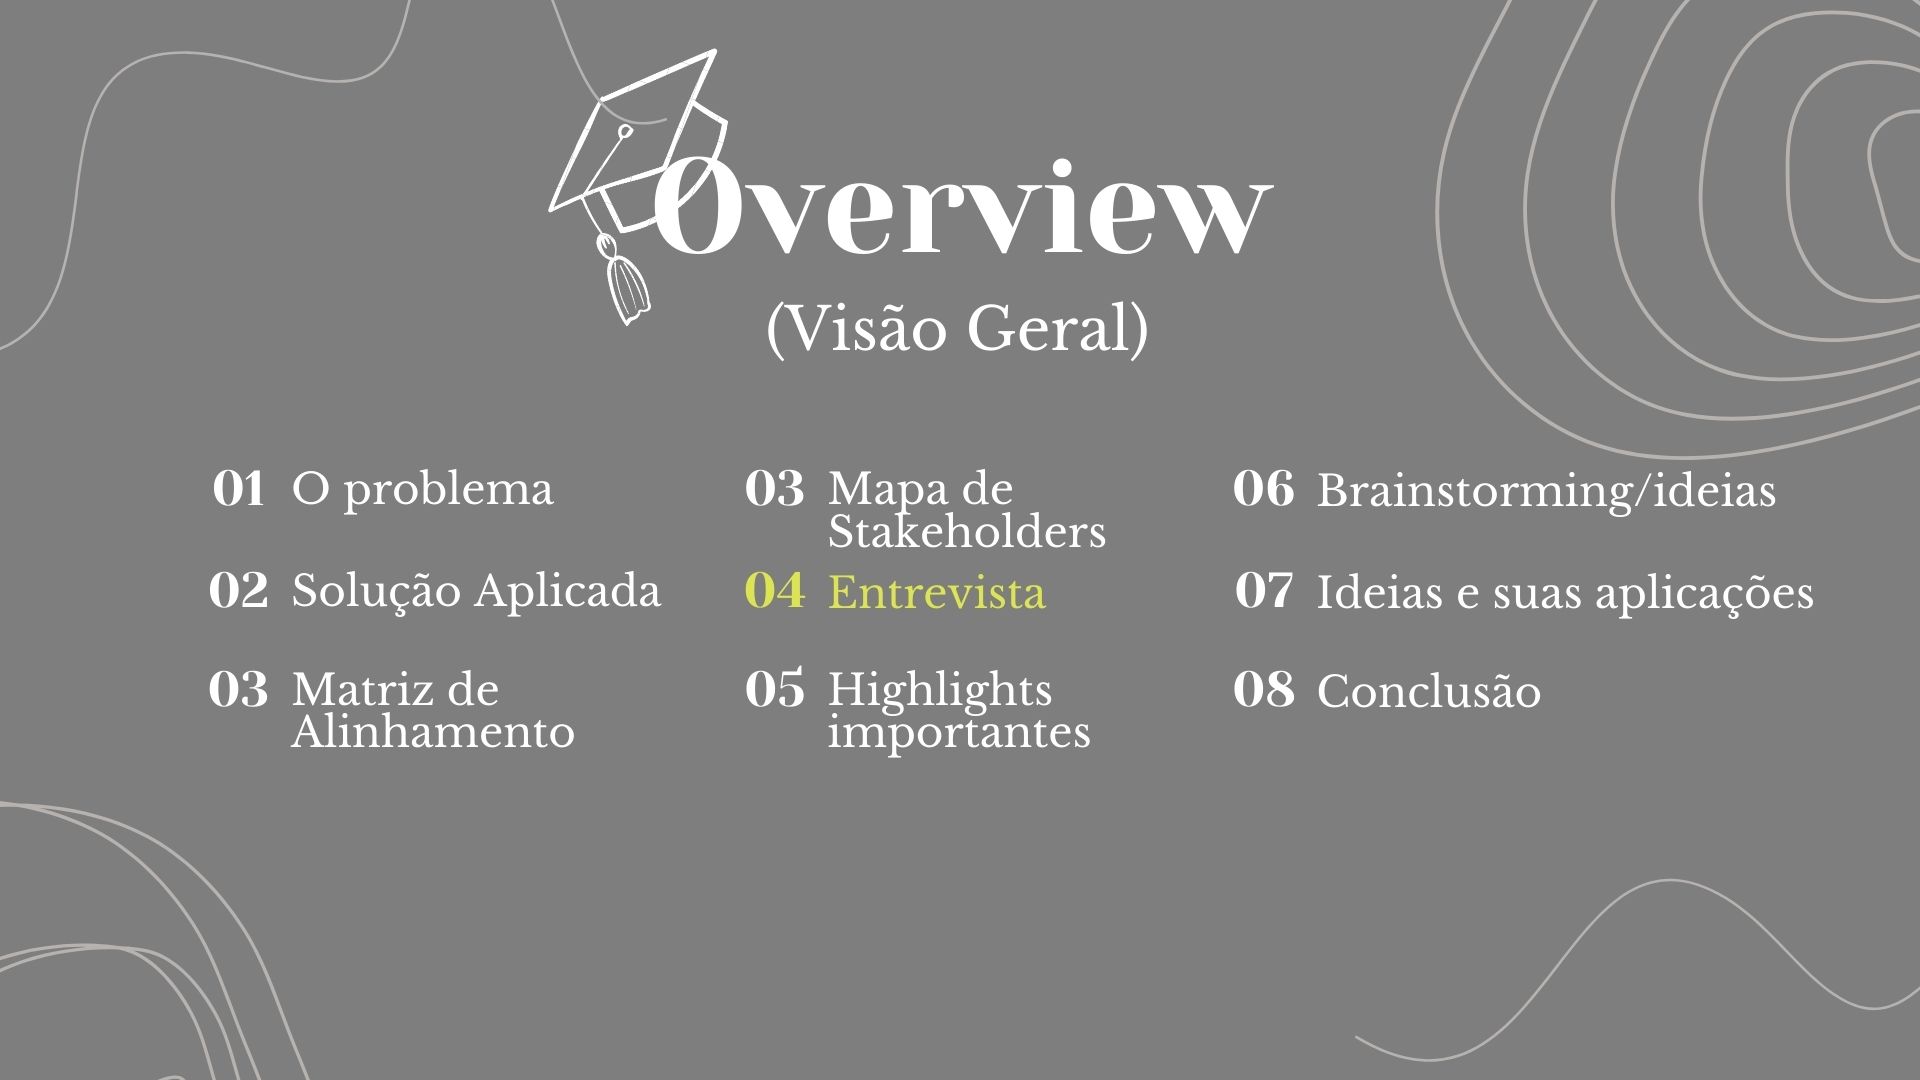 Overview
(Visão Geral)
01 O problema
02 Solução Aplicada
03 Matriz de
Alinhamento
03 Mapa de
Stakeholders
04 Entrevista
05 Highlights
importantes
06 Brainstorming/ideias
07 Ideias e suas aplicações
08 Conclusão